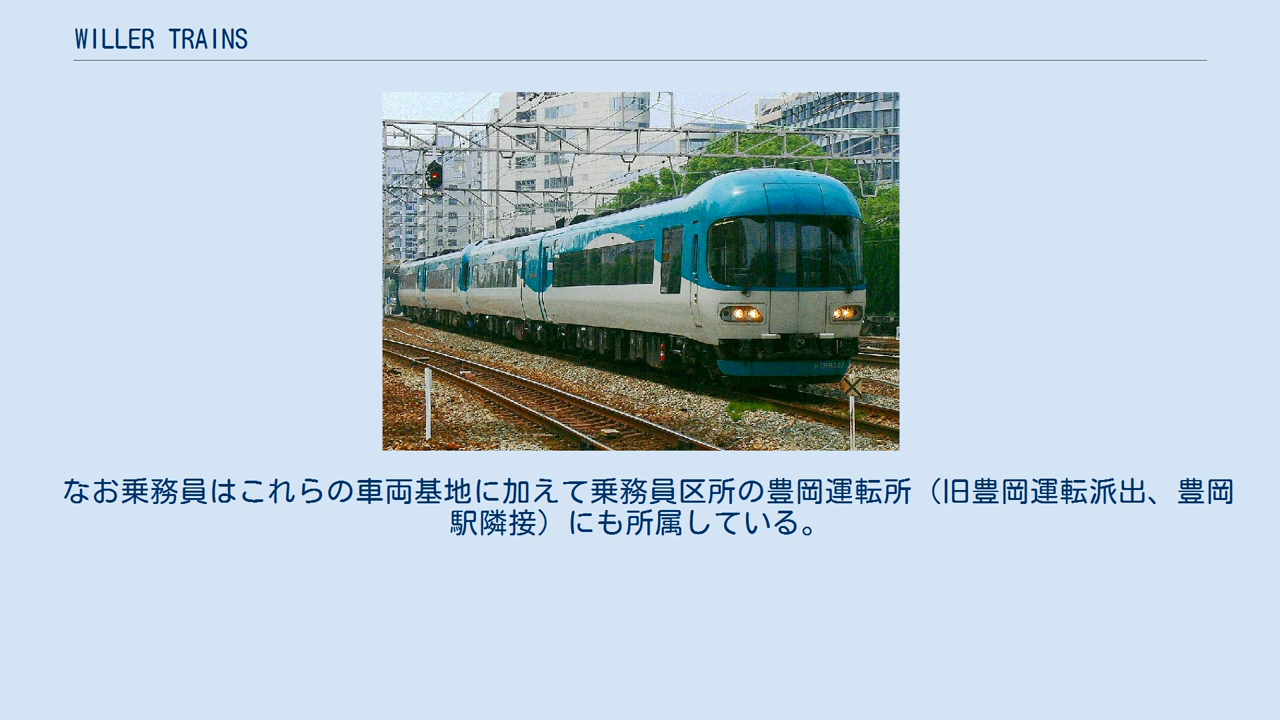 WILLER TRAINS
なお乗務員はこれらの車両基地に加えて乗務員区所の豊岡運転所（旧豊岡運転派出、豊岡
駅隣接）にも所属している。